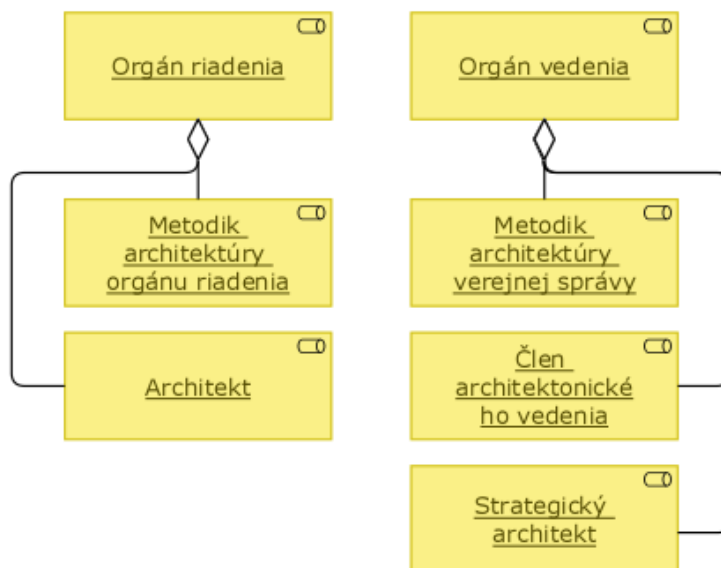 Orgán riadenia
Orgán vedenia
Metodik
architektúry
orgánu riadenia
Metodik
architektúry
verejnej správy
Architekt
Člen
architektonické
ho vedenia
Strategický
architekt